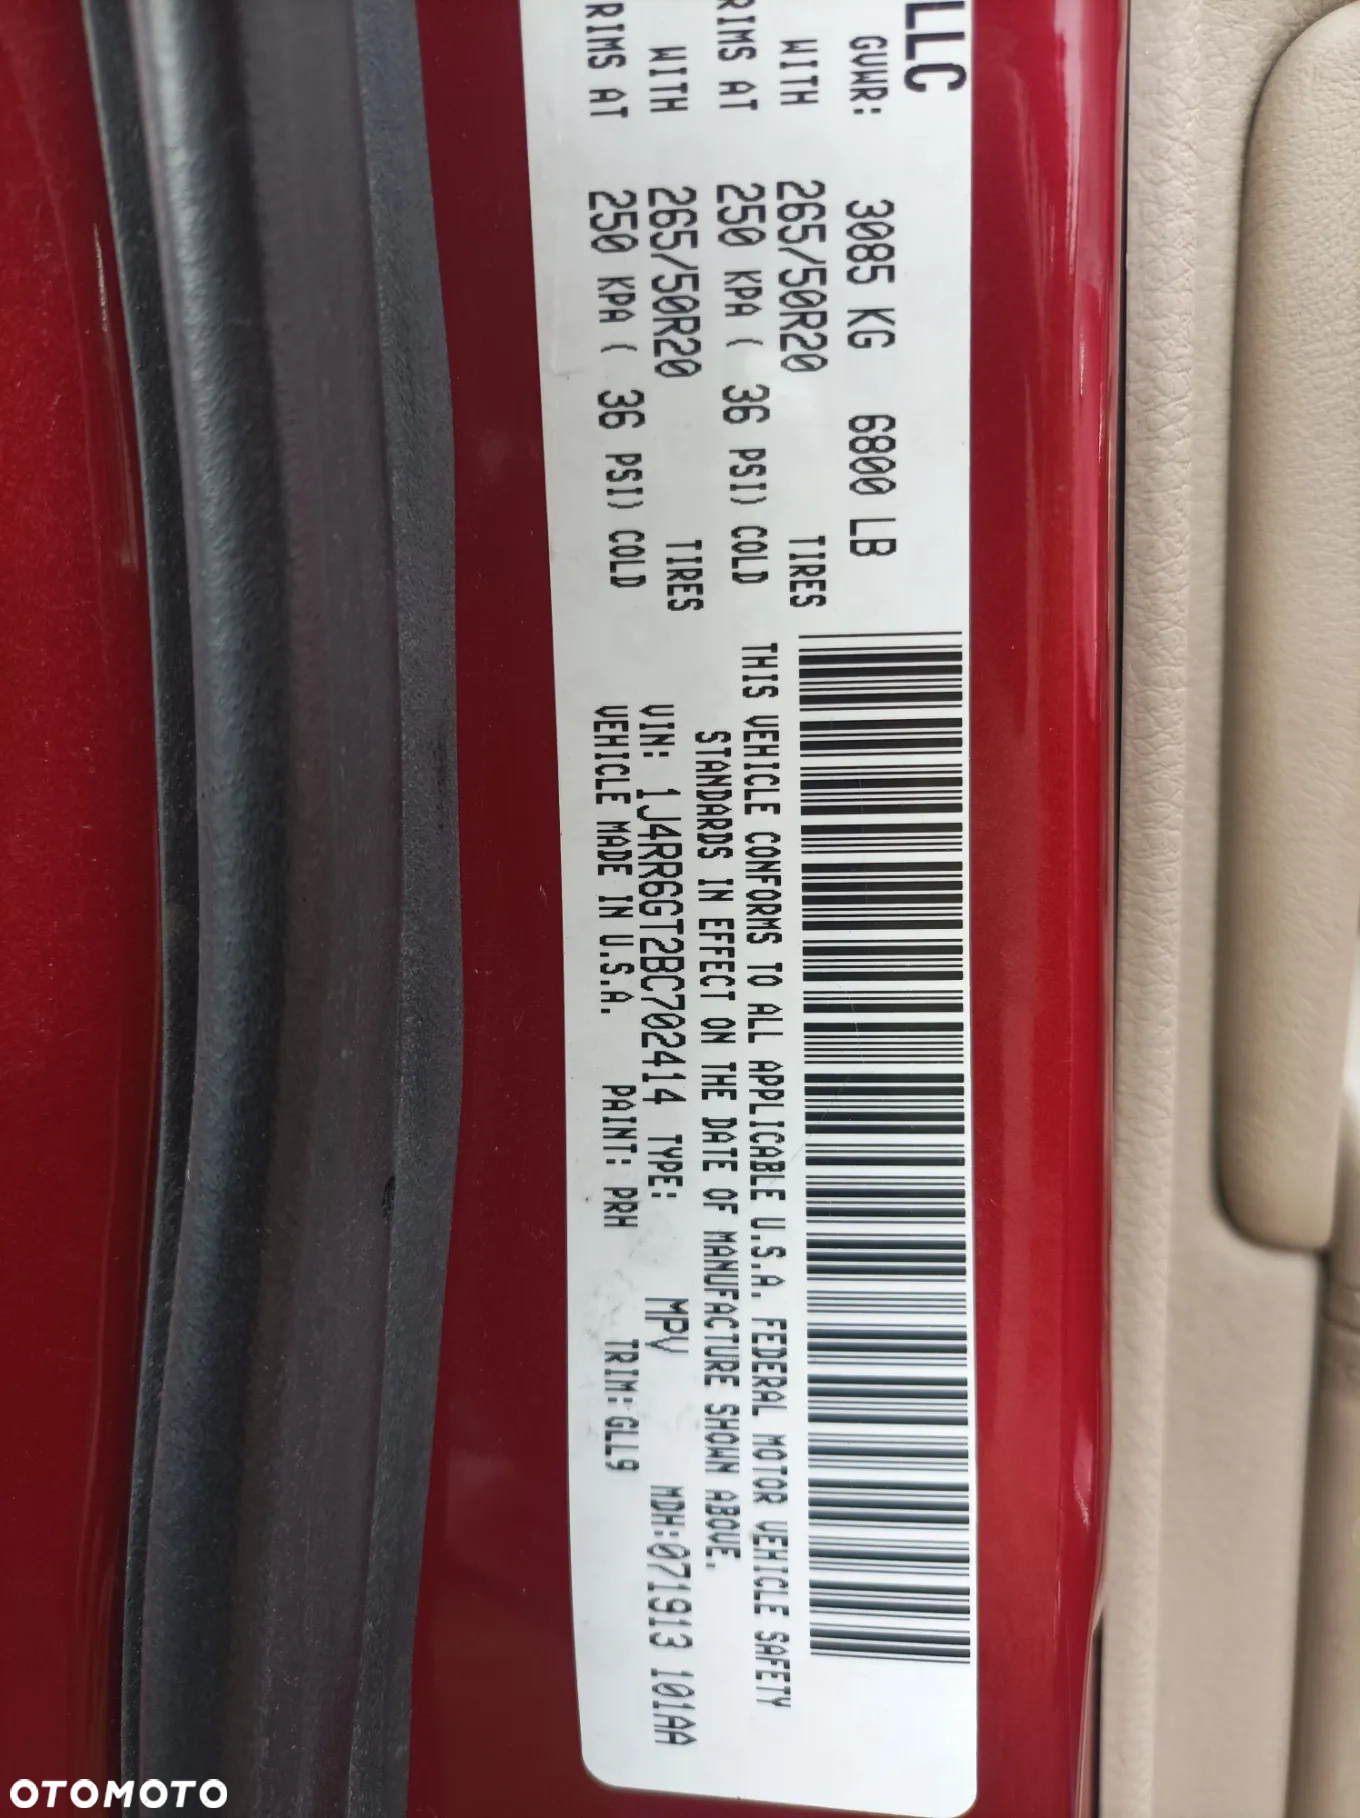 LLC
GVWR: 3085 KG 6800 LB
WITH 265/50R20 TIRES
RIMS AT 250 KPA ( 36 PSI) COLD
WITH 265/50R20 TIRES
RIMS AT 250 KPA ( 36 PSI) COLD
THIS VEHICLE CONFORMS TO ALL APPLICABLE U.S.A. FEDERAL MOTOR VEHICLE SAFETY
STANDARDS IN EFFECT ON THE DATE OF MANUFACTURE SHOWN ABOVE.
VIN: 1J4RR6GT2BC702414 TYPE: MPV MDH:071913 101AA
VEHICLE MADE IN U.S.A. PAINT: PRH TRIM:GLL9
OTOMOTO